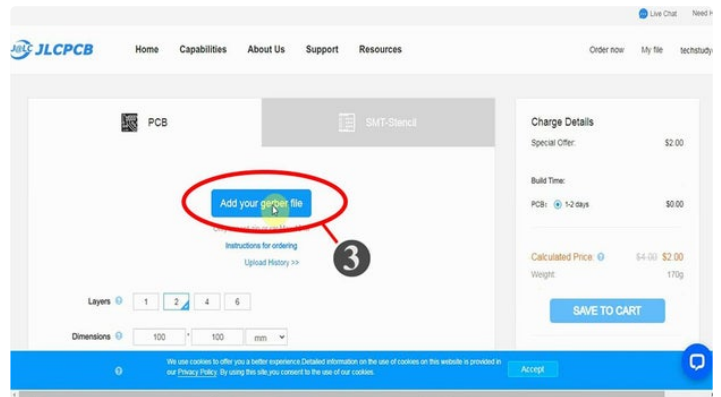 Live Chat Need H
JLCPCB Home Capabilities About Us Support Resources Order now My file techstudy
PCB SMT-Stencil
Charge Details
Special Offer: $2.00
Add your gerber file
Build Time:
PCB: 1-2 days $0.00
Instructions for ordering
Upload History >>
3
Calculated Price: $4.00 $2.00
Weight: 170g
Layers 1 2 4 6
SAVE TO CART
Dimensions 100 * 100 mm
We use cookies to offer you a better experience.Detailed information on the use of cookies on this website is provided in
our Privacy Policy. By using this site,you consent to the use of our cookies.
Accept